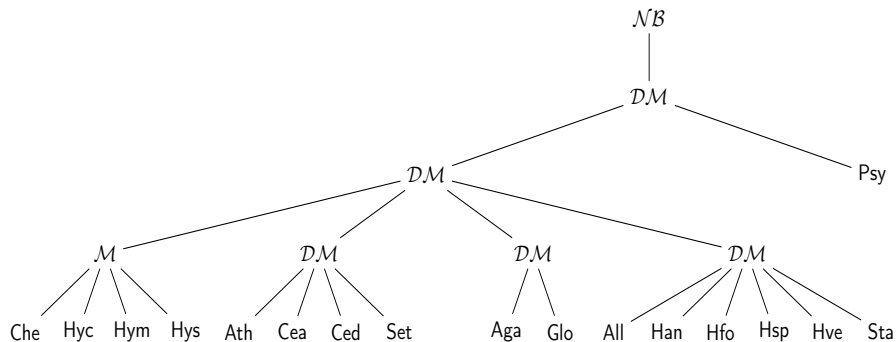 𝒩ℬ
𝒟ℳ
𝒟ℳ
Psy
ℳ 𝒟ℳ 𝒟ℳ 𝒟ℳ
Che Hyc Hym Hys Ath Cea Ced Set Aga Glo All Han Hfo Hsp Hve Sta